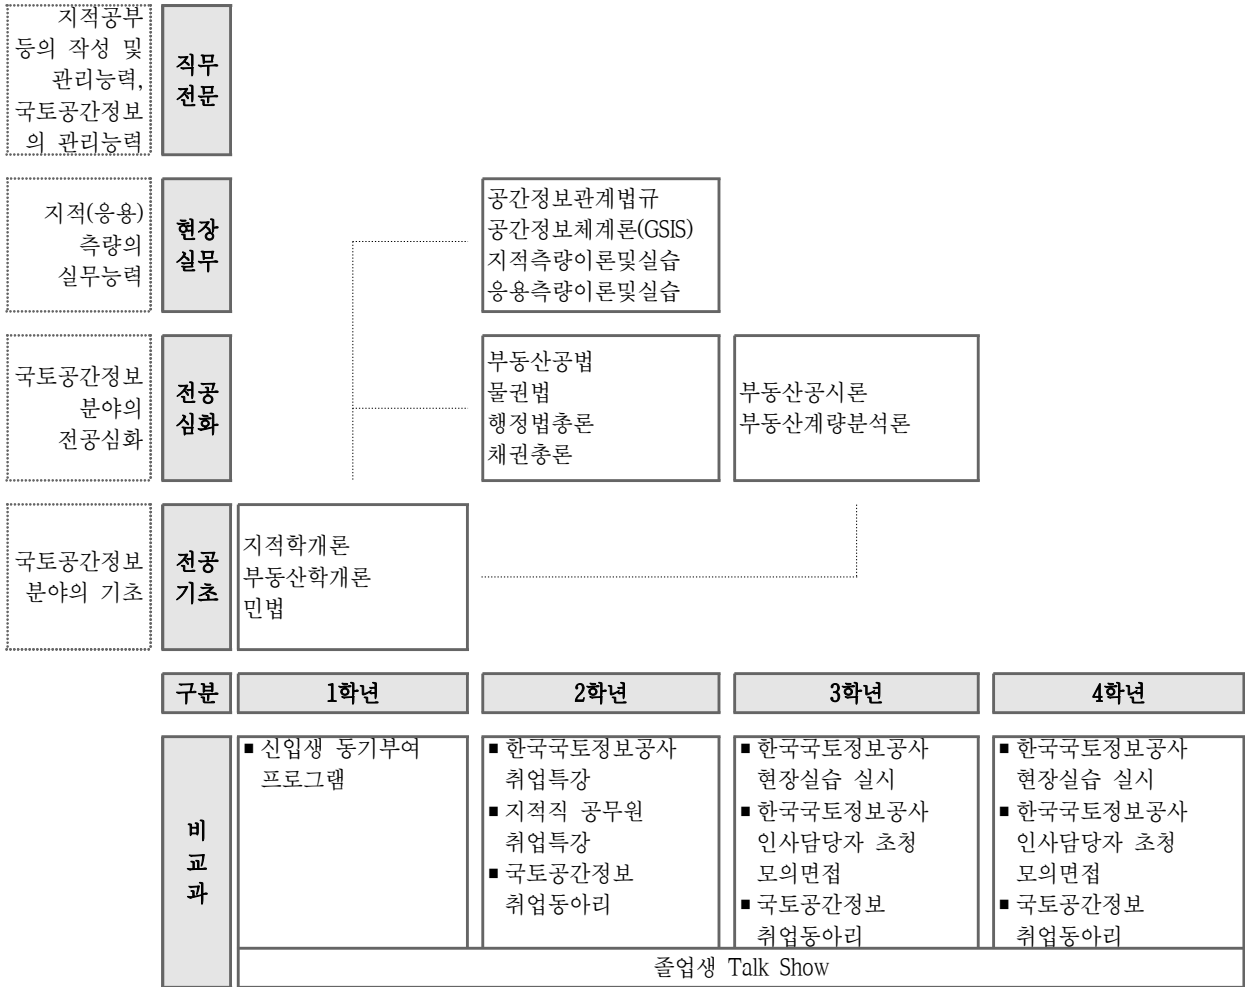 지적공부
등의 작성 및
관리능력,
국토공간정보
의 관리능력
직무
전문
지적(응용)
측량의
실무능력
현장
실무
공간정보관계법규
공간정보체계론(GSIS)
지적측량이론및실습
응용측량이론및실습
국토공간정보
분야의
전공심화
전공
심화
부동산공법
물권법
행정법총론
채권총론
부동산공시론
부동산계량분석론
국토공간정보
분야의 기초
전공
기초
지적학개론
부동산학개론
민법
구분
1학년
2학년
3학년
4학년
비
교
과
▪ 신입생 동기부여
프로그램
▪ 한국국토정보공사
취업특강
▪ 지적직 공무원
취업특강
▪ 국토공간정보
취업동아리
▪ 한국국토정보공사
현장실습 실시
▪ 한국국토정보공사
인사담당자 초청
모의면접
▪ 국토공간정보
취업동아리
▪ 한국국토정보공사
현장실습 실시
▪ 한국국토정보공사
인사담당자 초청
모의면접
▪ 국토공간정보
취업동아리
졸업생 Talk Show